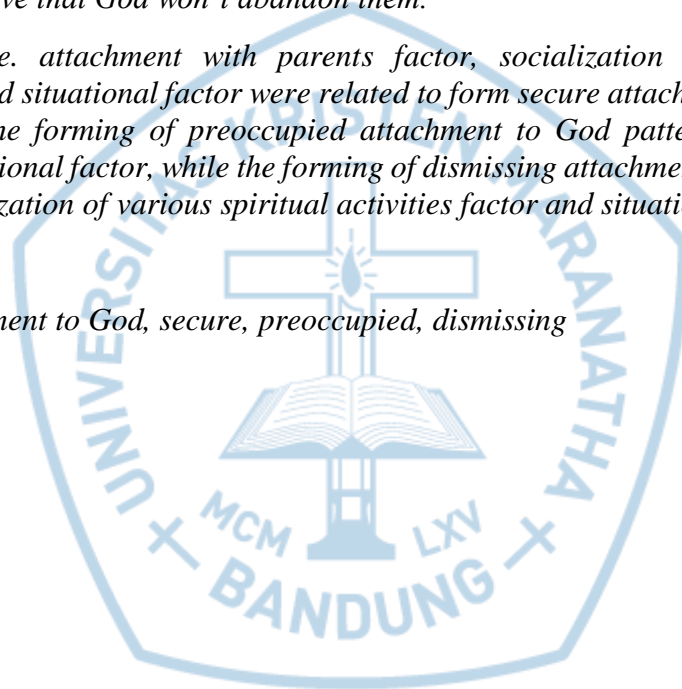 ve that God won't abandon them.
e. attachment with parents factor, socialization
d situational factor were related to form secure attach
he forming of preoccupied attachment to God patte
ional factor, while the forming of dismissing attachme
zation of various spiritual activities factor and situati
ment to God, secure, preoccupied, dismissing
UNIVERSITAS KRISTEN MARANATHA
MCM LXV
BANDUNG